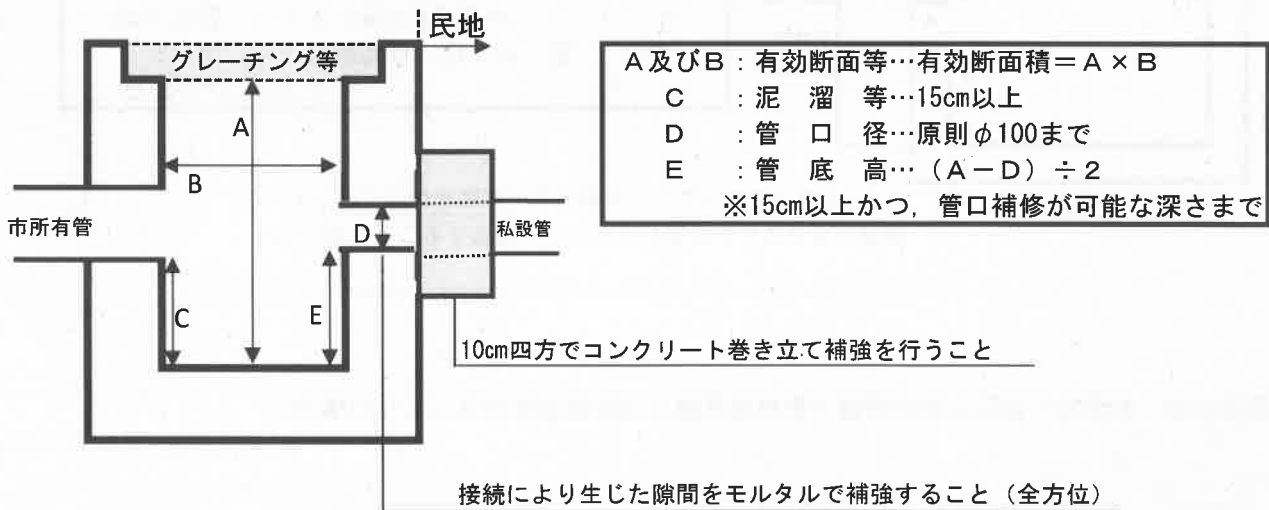 民地
グレーチング等
A
B
市所有管
D
私設管
C
E
A及びB：有効断面等…有効断面積＝A×B
C ：泥 溜 等…15cm以上
D ：管 口 径…原則φ100まで
E ：管 底 高…（A－D）÷2
※15cm以上かつ，管口補修が可能な深さまで
10cm四方でコンクリート巻き立て補強を行うこと
接続により生じた隙間をモルタルで補強すること（全方位）